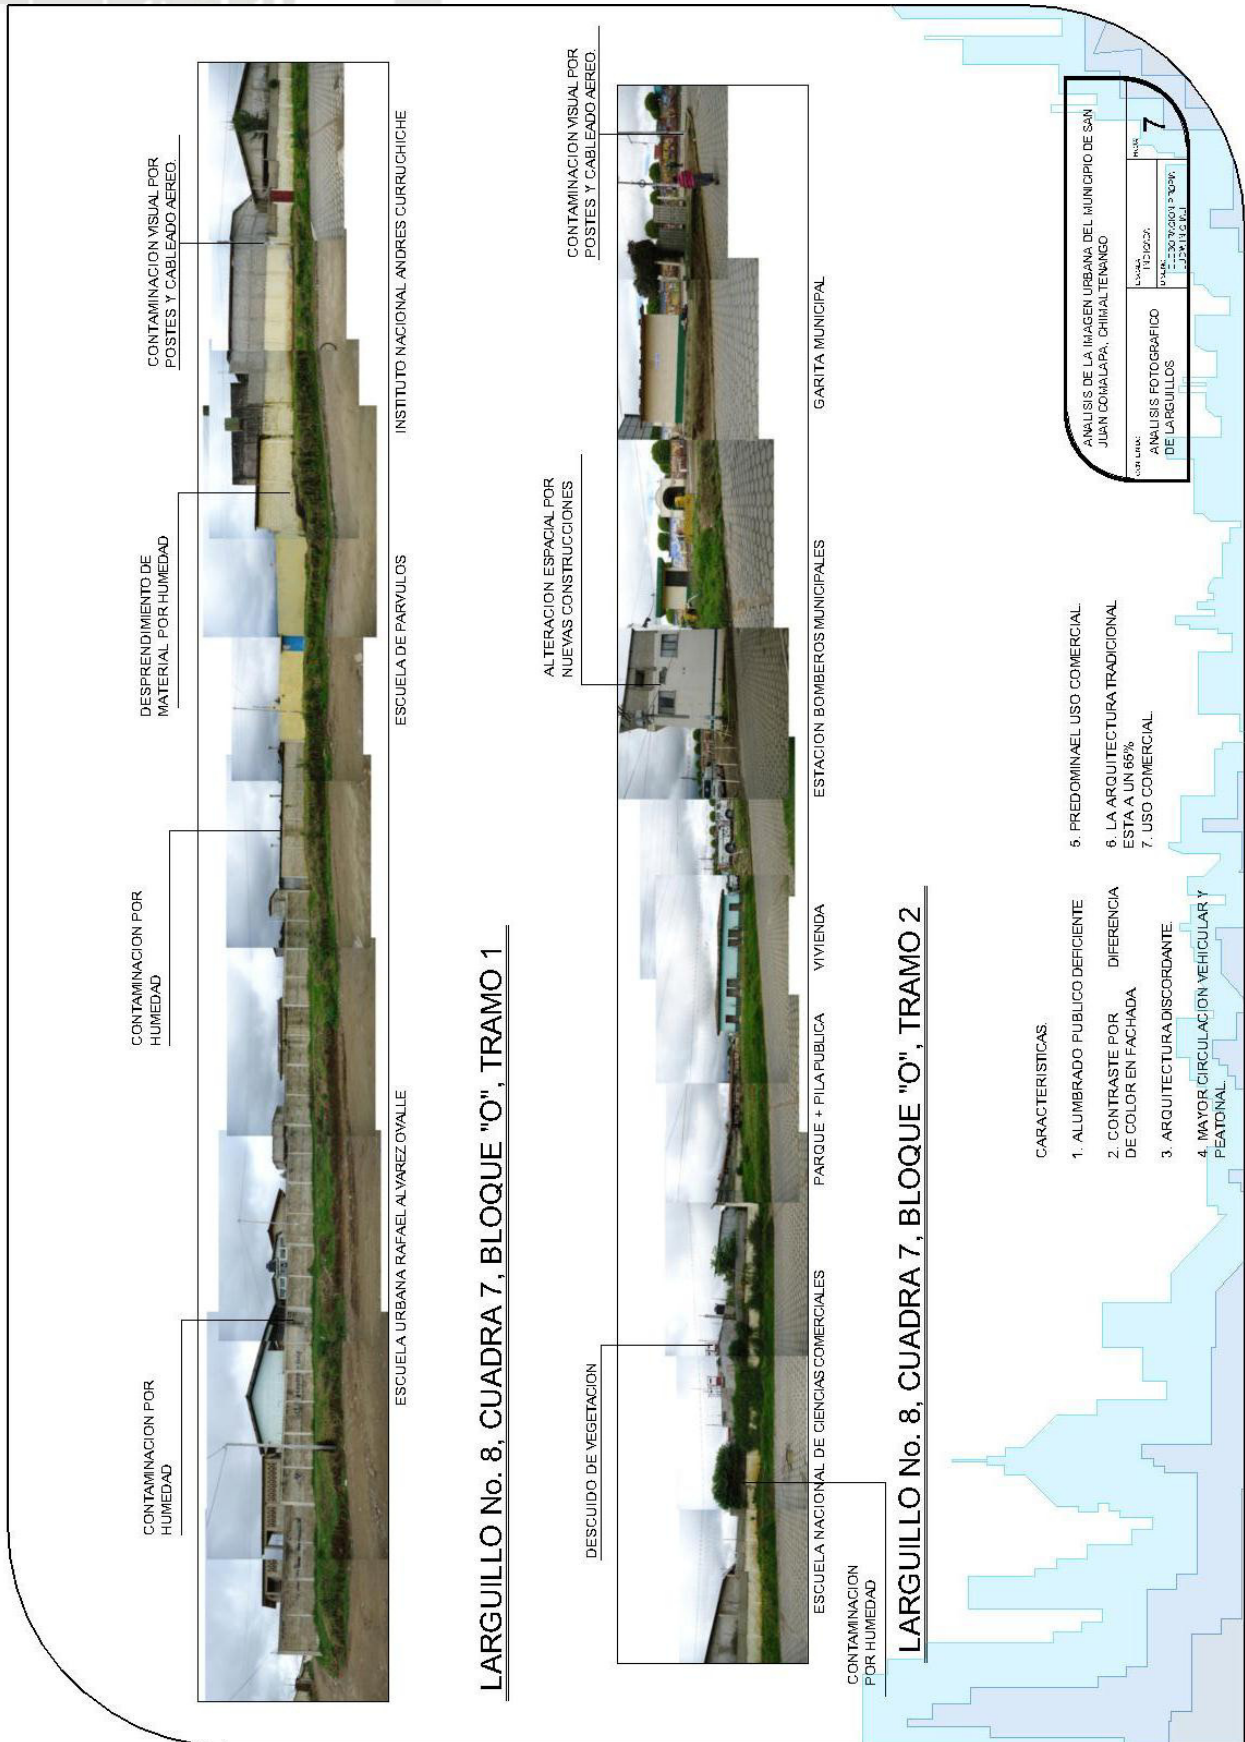 CONTAMINACION POR
HUMEDAD
CONTAMINACION POR
HUMEDAD
DESPRENDIMIENTO DE
MATERIAL POR HUMEDAD
CONTAMINACION VISUAL POR
POSTES Y CABLEADO AEREO.
ESCUELA URBANA RAFAEL ALVAREZ OVALLE
ESCUELA DE PARVULOS
INSTITUTO NACIONAL ANDRES CURRUCHICHE
LARGUILLO No. 8, CUADRA 7, BLOQUE "O", TRAMO 1
DESCUIDO DE VEGETACION
ALTERACION ESPACIAL POR
NUEVAS CONSTRUCCIONES
CONTAMINACION VISUAL POR
POSTES Y CABLEADO AEREO.
ESCUELA NACIONAL DE CIENCIAS COMERCIALES
PARQUE + PILA PUBLICA
VIVIENDA
ESTACION BOMBEROS MUNICIPALES
GARITA MUNICIPAL
CONTAMINACION
POR HUMEDAD
LARGUILLO No. 8, CUADRA 7, BLOQUE "O", TRAMO 2
CARACTERISTICAS.
1. ALUMBRADO PUBLICO DEFICIENTE
2. CONTRASTE POR DIFERENCIA
DE COLOR EN FACHADA
3. ARQUITECTURA DISCORDANTE.
4. MAYOR CIRCULACION VEHICULAR Y
PEATONAL.
5. PREDOMINA EL USO COMERCIAL.
6. LA ARQUITECTURA TRADICIONAL
ESTA A UN 65%
7. USO COMERCIAL.
ANALISIS DE LA IMAGEN URBANA DEL MUNICIPIO DE SAN
JUAN COMALAPA, CHIMALTENANGO
ANALISIS FOTOGRAFICO
DE LARGUILLOS
ESCALA
INDICADA
HOJA
7